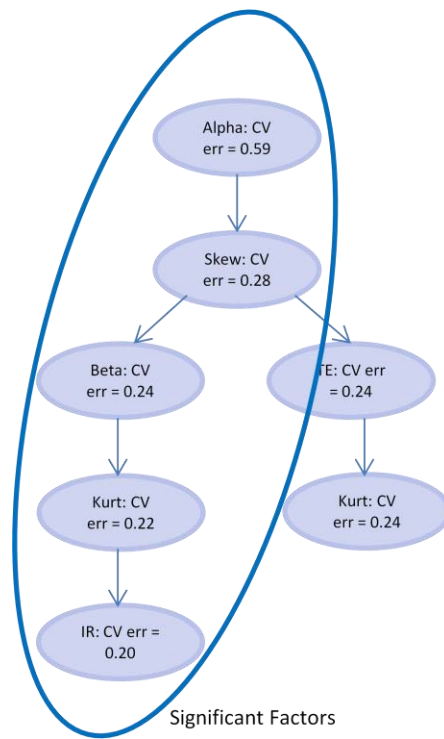 Alpha: CV
err = 0.59
Skew: CV
err = 0.28
Beta: CV
err = 0.24
TE: CV err
= 0.24
Kurt: CV
err = 0.22
Kurt: CV
err = 0.24
IR: CV err =
0.20
Significant Factors